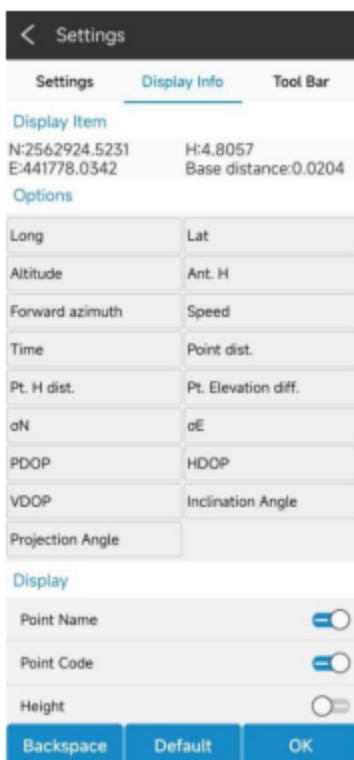 Settings
Settings Display Info Tool Bar
Display Item
N:2562924.5231 H:4.8057
E:441778.0342 Base distance:0.0204
Options
Long Lat
Altitude Ant. H
Forward azimuth Speed
Time Point dist.
Pt. H dist. Pt. Elevation diff.
σN σE
PDOP HDOP
VDOP Inclination Angle
Projection Angle
Display
Point Name
Point Code
Height
Backspace Default OK